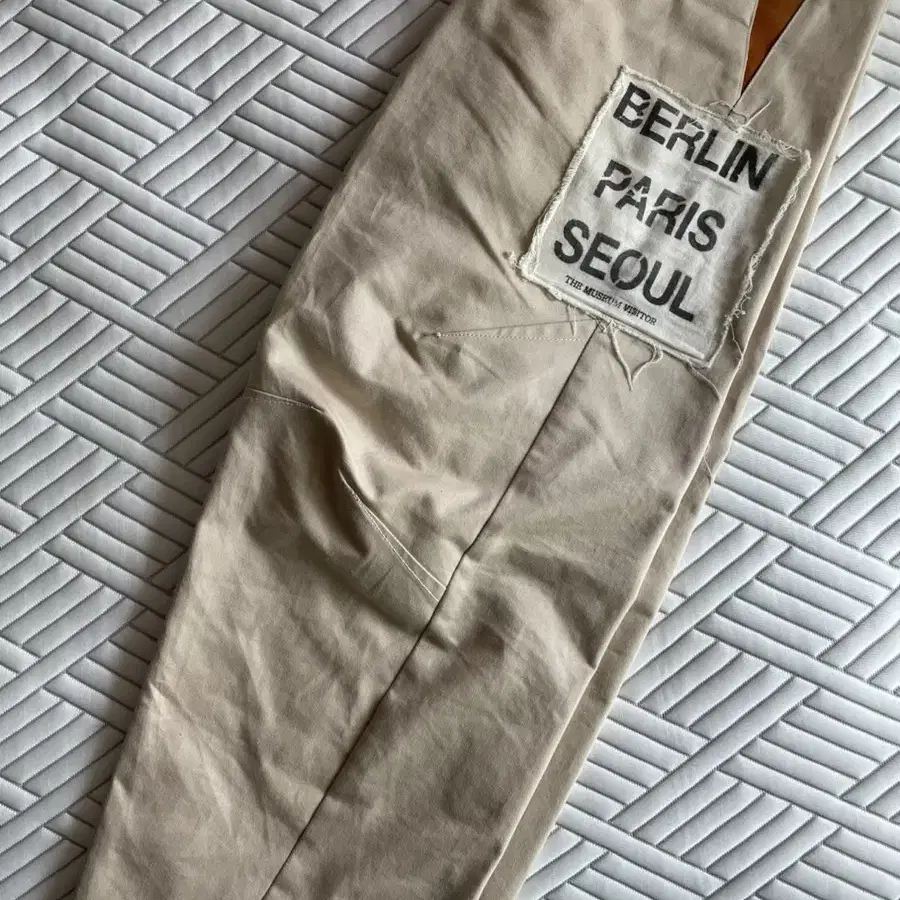 BERLIN
PARIS
SEOUL
THE MUSEUM VISITOR